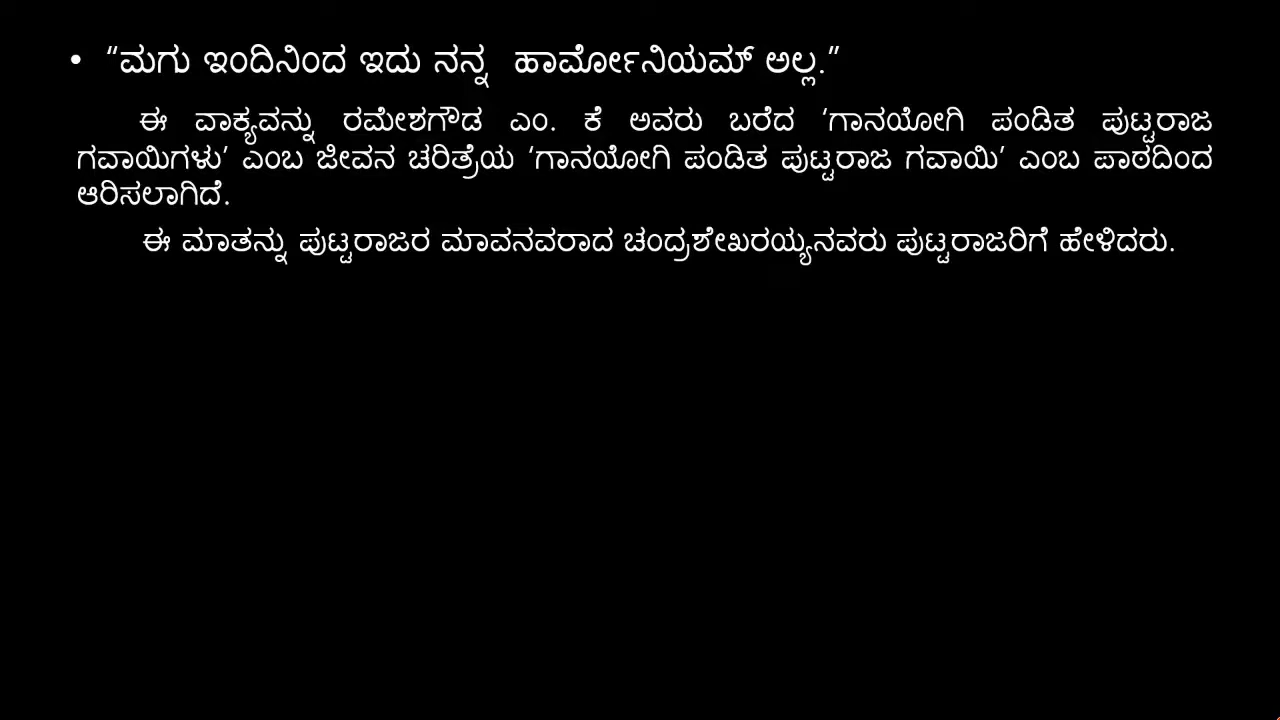 • “ಮಗು ಇಂದಿನಿಂದ ಇದು ನನ್ನ ಹಾರ್ಮೋನಿಯಮ್ ಅಲ್ಲ.”
ಈ ವಾಕ್ಯವನ್ನು ರಮೇಶಗೌಡ ಎಂ. ಕೆ ಅವರು ಬರೆದ ‘ಗಾನಯೋಗಿ ಪಂಡಿತ ಪುಟ್ಟರಾಜ
ಗವಾಯಿಗಳು’ ಎಂಬ ಜೀವನ ಚರಿತ್ರೆಯ ‘ಗಾನಯೋಗಿ ಪಂಡಿತ ಪುಟ್ಟರಾಜ ಗವಾಯಿ’ ಎಂಬ ಪಾಠದಿಂದ
ಆರಿಸಲಾಗಿದೆ.
ಈ ಮಾತನ್ನು ಪುಟ್ಟರಾಜರ ಮಾವನವರಾದ ಚಂದ್ರಶೇಖರಯ್ಯನವರು ಪುಟ್ಟರಾಜರಿಗೆ ಹೇಳಿದರು.